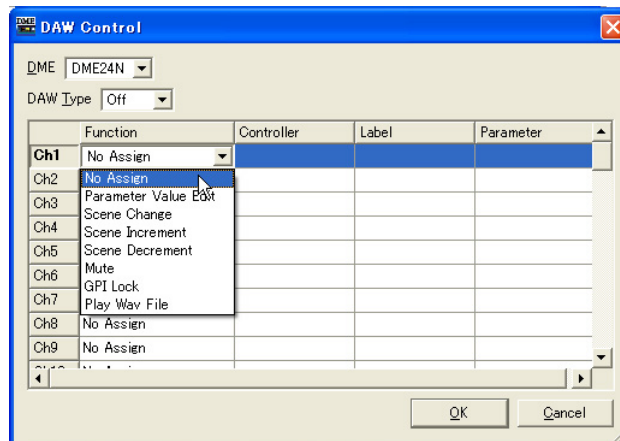 DME DAW Control
DME DME24N
DAW Type Off
Function Controller Label Parameter
Ch1 No Assign
Ch2 No Assign
Ch3 Parameter Value Edit
Scene Change
Ch4 Scene Increment
Ch5 Scene Decrement
Ch6 Mute
GPI Lock
Ch7 Play Wav File
Ch8 No Assign
Ch9 No Assign
OK Cancel